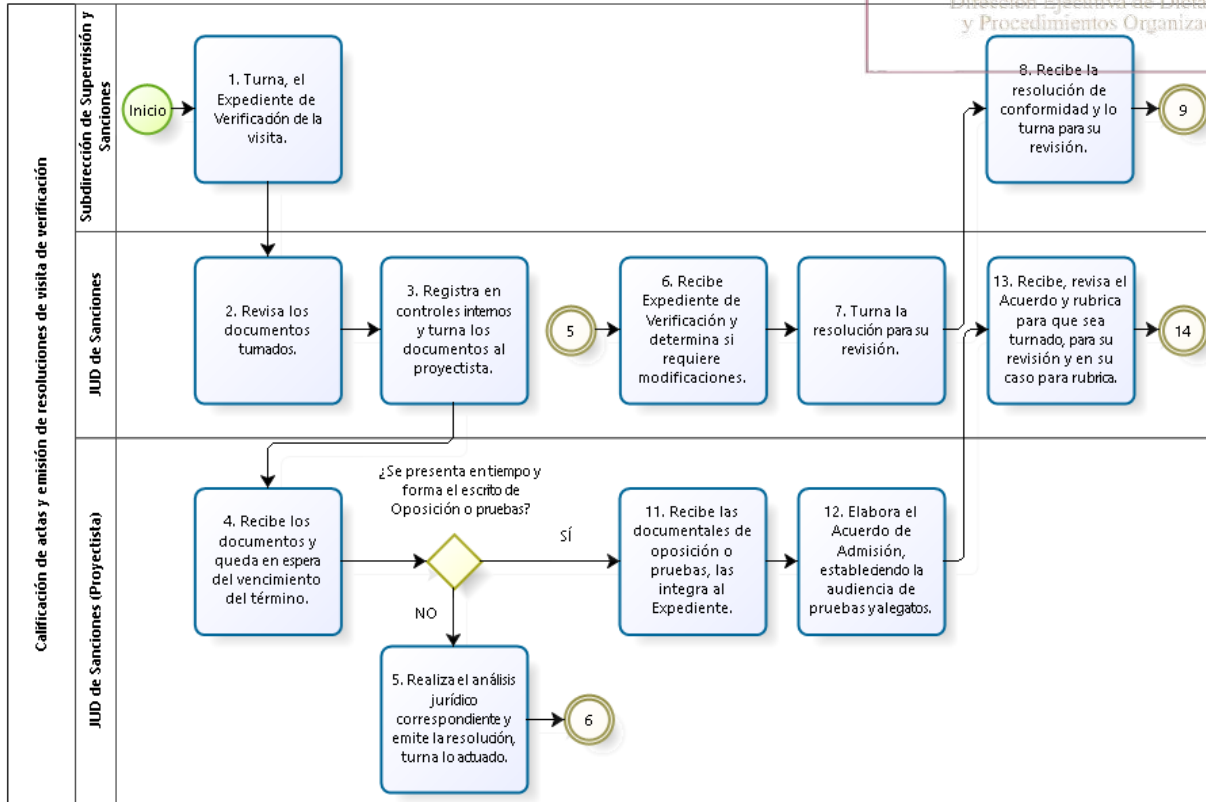 Dirección Ejecutiva de Dicta
y Procedimientos Organiza
Calificación de actas y emisión de resoluciones de visita de verificación
Subdirección de Supervisión y
Sanciones
Inicio
1. Turna, el
Expediente de
Verificación de la
visita.
8. Recibe la
resolución de
conformidad y lo
turna para su
revisión.
9
JUD de Sanciones
2. Revisa los
documentos
turnados.
3. Registra en
controles internos
y turna los
documentos al
proyectista.
5
6. Recibe
Expediente de
Verificación y
determina si
requiere
modificaciones.
7. Turna la
resolución para su
revisión.
13. Recibe, revisa el
Acuerdo y rubrica
para que sea
turnado, para su
revisión y en su
caso para rubrica.
14
JUD de Sanciones (Proyectista)
4. Recibe los
documentos y
queda en espera
del vencimiento
del término.
¿Se presenta en tiempo y
forma el escrito de
Oposición o pruebas?
SÍ
NO
11. Recibe las
documentales de
oposición o
pruebas, las
integra al
Expediente.
12. Elabora el
Acuerdo de
Admisión,
estableciendo la
audiencia de
pruebas y alegatos.
5. Realiza el análisis
jurídico
correspondiente y
emite la resolución,
turna lo actuado.
6